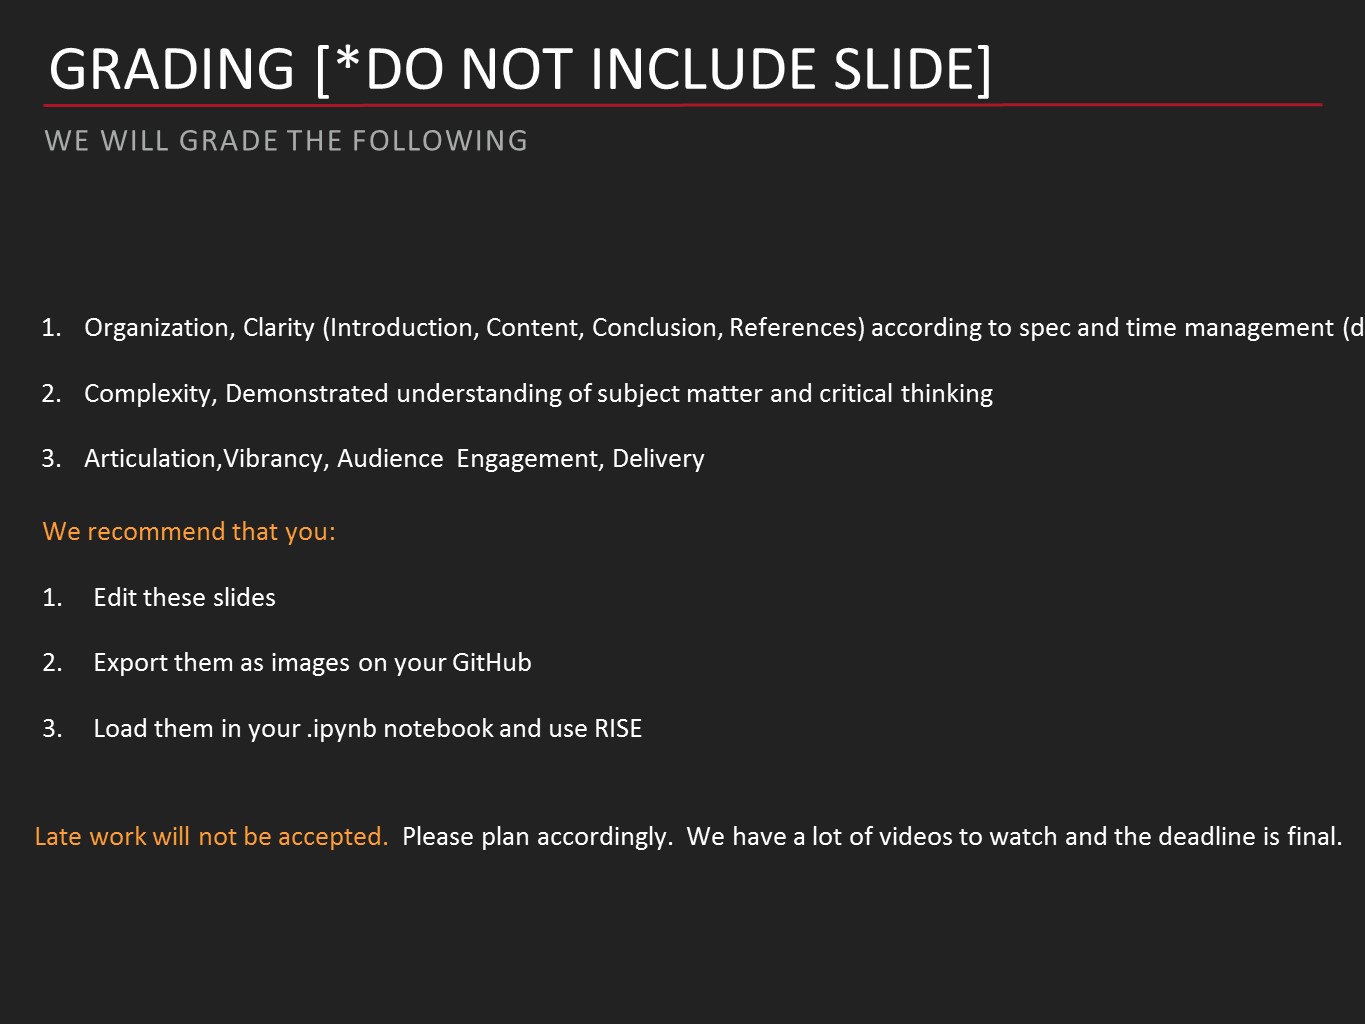 GRADING [*DO NOT INCLUDE SLIDE]
WE WILL GRADE THE FOLLOWING
1. Organization, Clarity (Introduction, Content, Conclusion, References) according to spec and time management (d
2. Complexity, Demonstrated understanding of subject matter and critical thinking
3. Articulation,Vibrancy, Audience Engagement, Delivery
We recommend that you:
1. Edit these slides
2. Export them as images on your GitHub
3. Load them in your .ipynb notebook and use RISE
Late work will not be accepted. Please plan accordingly. We have a lot of videos to watch and the deadline is final.